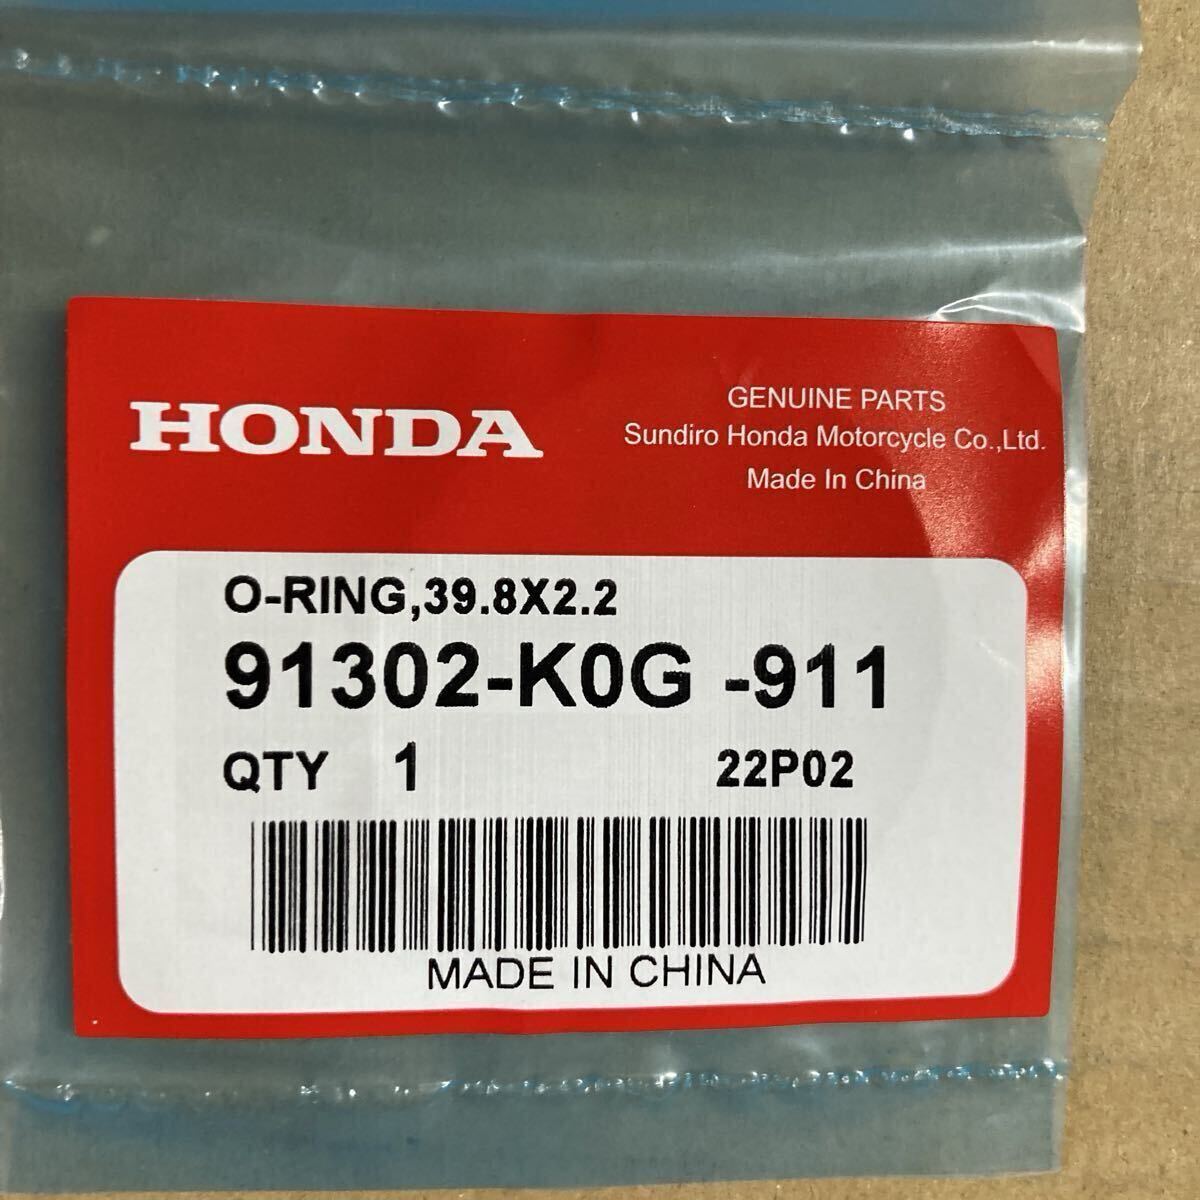 HONDA
GENUINE PARTS
Sundiro Honda Motorcycle Co.,Ltd.
Made In China
O-RING,39.8X2.2
91302-K0G -911
QTY 1 22P02
MADE IN CHINA